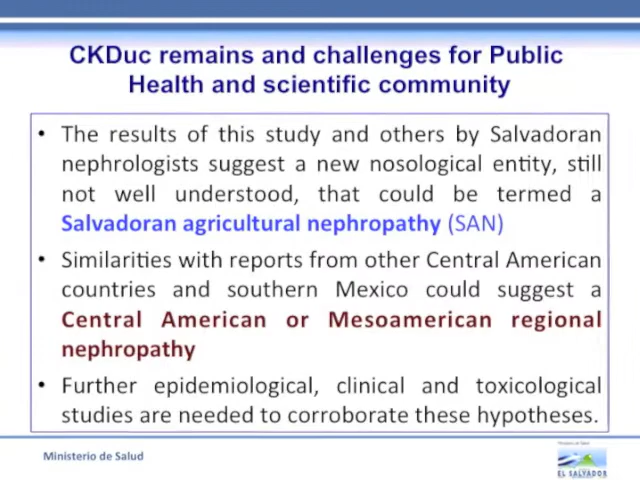 CKDuc remains and challenges for Public
Health and scientific community
• The results of this study and others by Salvadoran
nephrologists suggest a new nosological entity, still
not well understood, that could be termed a
Salvadoran agricultural nephropathy (SAN)
• Similarities with reports from other Central American
countries and southern Mexico could suggest a
Central American or Mesoamerican regional
nephropathy
• Further epidemiological, clinical and toxicological
studies are needed to corroborate these hypotheses.
Ministerio de Salud
Ministerio de Salud
EL SALVADOR